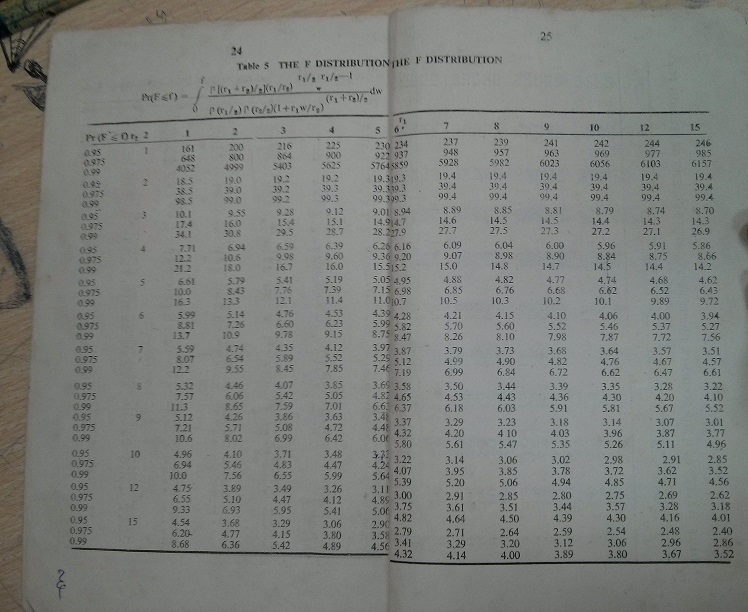 24
Table 5 THE F DISTRIBUTION
Pr(F ≤ f) r₂ 1 2 3 4 5
0.95 1 161 200 216 225 230
0.975 648 800 864 900 922
0.99 4052 4999 5403 5625 5764
0.95 2 18.5 19.0 19.2 19.2 19.3
0.975 38.5 39.0 39.2 39.3 39.3
0.99 98.5 99.0 99.2 99.3 99.3
0.95 3 10.1 9.55 9.28 9.12 9.01
0.975 17.4 16.0 15.4 15.1 14.9
0.99 34.1 30.8 29.5 28.7 28.2
0.95 4 7.71 6.94 6.59 6.39 6.26
0.975 12.2 10.6 9.98 9.60 9.36
0.99 21.2 18.0 16.7 16.0 15.5
0.95 5 6.61 5.79 5.41 5.19 5.05
0.975 10.0 8.43 7.76 7.39 7.15
0.99 16.3 13.3 12.1 11.4 11.0
0.95 6 5.99 5.14 4.76 4.53 4.39
0.975 8.81 7.26 6.60 6.23 5.99
0.99 13.7 10.9 9.78 9.15 8.75
0.95 7 5.59 4.74 4.35 4.12 3.97
0.975 8.07 6.54 5.89 5.52 5.29
0.99 12.2 9.55 8.45 7.85 7.46
0.95 8 5.32 4.46 4.07 3.85 3.69
0.975 7.57 6.06 5.42 5.05 4.82
0.99 11.3 8.65 7.59 7.01 6.63
0.95 9 5.12 4.26 3.86 3.63 3.48
0.975 7.21 5.71 5.08 4.72 4.48
0.99 10.6 8.02 6.99 6.42 6.06
0.95 10 4.96 4.10 3.71 3.48 3.33
0.975 6.94 5.46 4.83 4.47 4.24
0.99 10.0 7.56 6.55 5.99 5.64
0.95 12 4.75 3.89 3.49 3.26 3.11
0.975 6.55 5.10 4.47 4.12 4.89
0.99 9.33 6.93 5.95 5.41 5.06
0.95 15 4.54 3.68 3.29 3.06 2.90
0.975 6.20 4.77 4.15 3.80 3.58
0.99 8.68 6.36 5.42 4.89 4.56
25
THE F DISTRIBUTION
r₁
6 7 8 9 10 12 15
234 237 239 241 242 244 246
937 948 957 963 969 977 985
5859 5928 5982 6023 6056 6103 6157
19.3 19.4 19.4 19.4 19.4 19.4 19.4
39.3 39.4 39.4 39.4 39.4 39.4 39.4
99.3 99.4 99.4 99.4 99.4 99.4 99.4
8.94 8.89 8.85 8.81 8.79 8.74 8.70
14.7 14.6 14.5 14.5 14.4 14.3 14.3
27.9 27.7 27.5 27.3 27.2 27.1 26.9
6.16 6.09 6.04 6.00 5.96 5.91 5.86
9.20 9.07 8.98 8.90 8.84 8.75 8.66
15.2 15.0 14.8 14.7 14.5 14.4 14.2
4.95 4.88 4.82 4.77 4.74 4.68 4.62
6.98 6.85 6.76 6.68 6.62 6.52 6.43
10.7 10.5 10.3 10.2 10.1 9.89 9.72
4.28 4.21 4.15 4.10 4.06 4.00 3.94
5.82 5.70 5.60 5.52 5.46 5.37 5.27
8.47 8.26 8.10 7.98 7.87 7.72 7.56
3.87 3.79 3.73 3.68 3.64 3.57 3.51
5.12 4.99 4.90 4.82 4.76 4.67 4.57
7.19 6.99 6.84 6.72 6.62 6.47 6.61
3.58 3.50 3.44 3.39 3.35 3.28 3.22
4.65 4.53 4.43 4.36 4.30 4.20 4.10
6.37 6.18 6.03 5.91 5.81 5.67 5.52
3.37 3.29 3.23 3.18 3.14 3.07 3.01
4.32 4.20 4.10 4.03 3.96 3.87 3.77
5.80 5.61 5.47 5.35 5.26 5.11 4.96
3.22 3.14 3.06 3.02 2.98 2.91 2.85
4.07 3.95 3.85 3.78 3.72 3.62 3.52
5.39 5.20 5.06 4.94 4.85 4.71 4.56
3.00 2.91 2.85 2.80 2.75 2.69 2.62
3.75 3.61 3.51 3.44 3.57 3.28 3.18
4.82 4.64 4.50 4.39 4.30 4.16 4.01
2.79 2.71 2.64 2.59 2.54 2.48 2.40
3.41 3.29 3.20 3.12 3.06 2.96 2.86
4.32 4.14 4.00 3.89 3.80 3.67 3.52